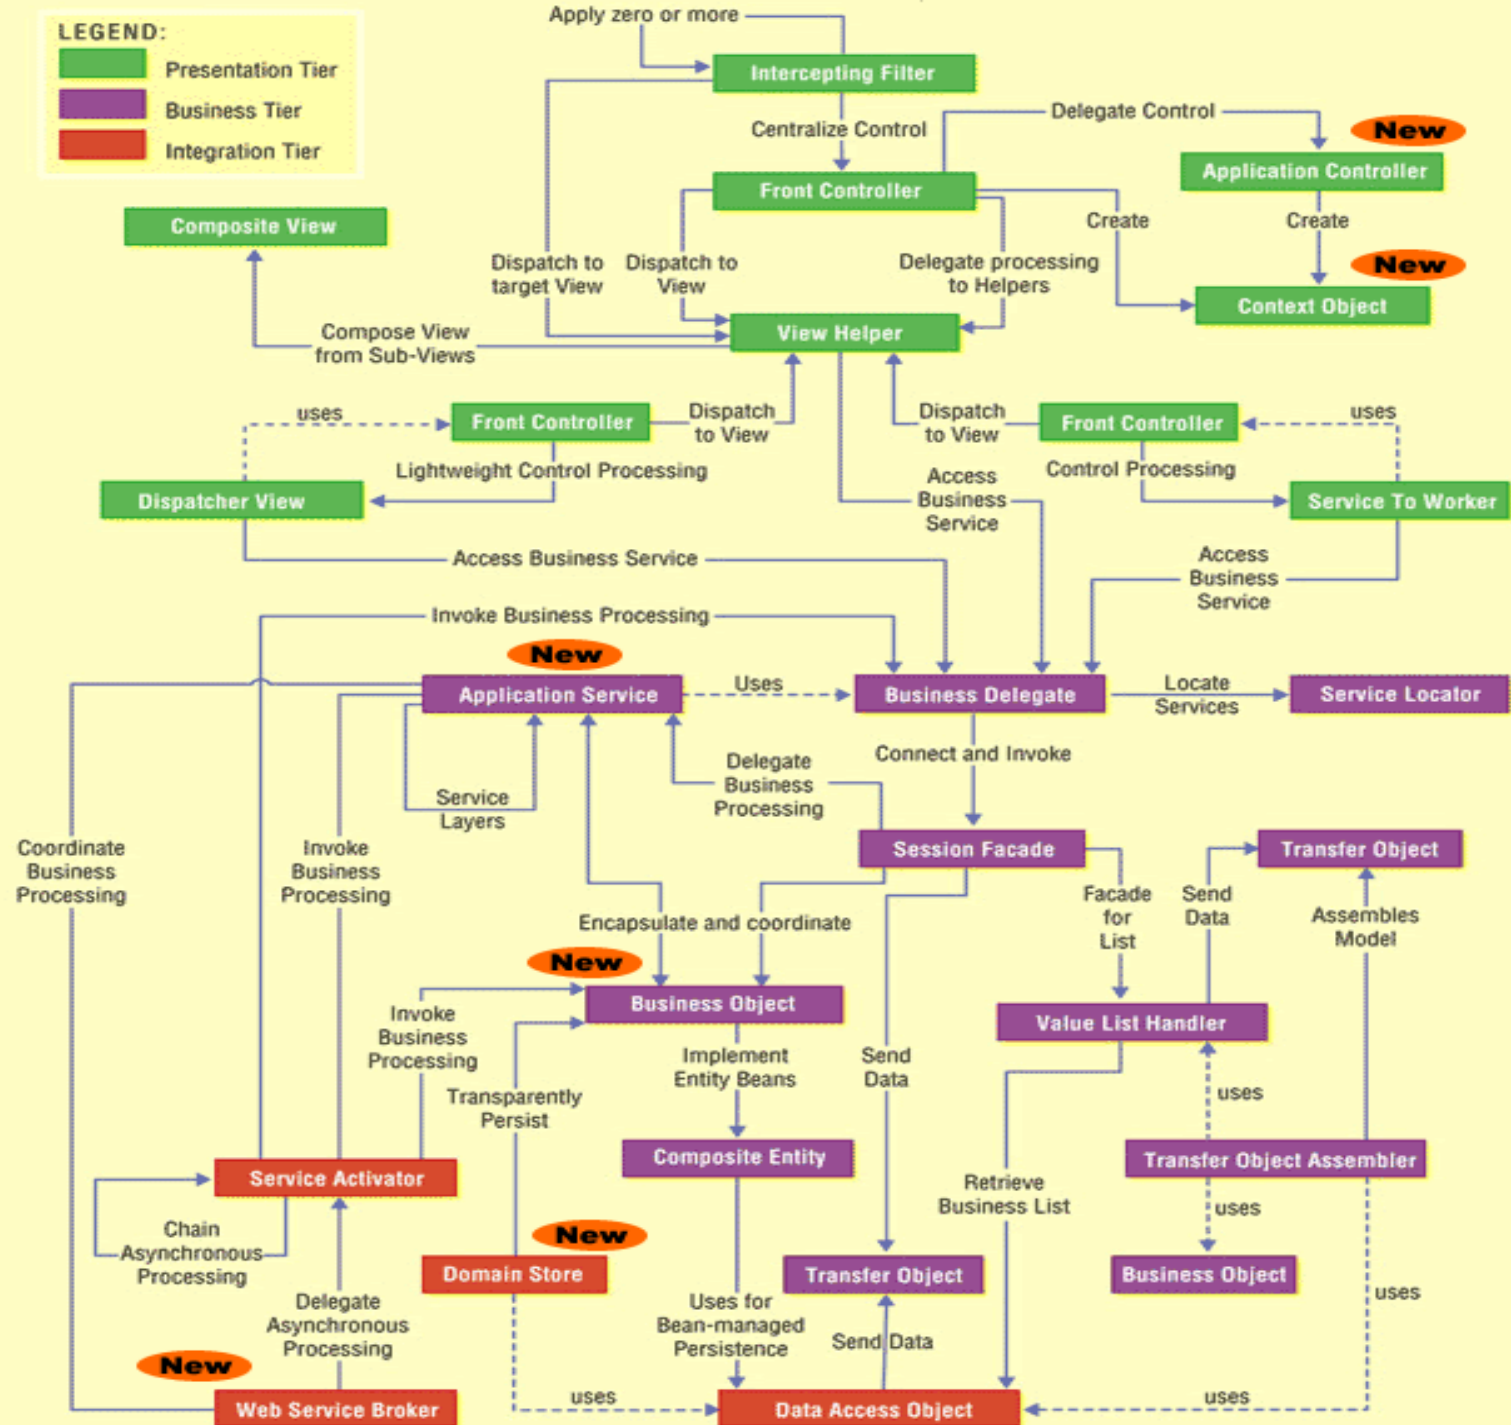 LEGEND:
Presentation Tier
Business Tier
Integration Tier
Apply zero or more
Intercepting Filter
Centralize Control
Delegate Control
New
Application Controller
Front Controller
Create
Create
Composite View
New
Context Object
Dispatch to
target View
Dispatch to
View
Delegate processing
to Helpers
View Helper
Compose View
from Sub-Views
uses
Front Controller
Dispatch
to View
Dispatch
to View
Front Controller
uses
Lightweight Control Processing
Control Processing
Dispatcher View
Access
Business
Service
Service To Worker
Access Business Service
Access
Business
Service
Invoke Business Processing
New
Application Service
Uses
Business Delegate
Locate
Services
Service Locator
Connect and Invoke
Delegate
Business
Processing
Service
Layers
Coordinate
Business
Processing
Invoke
Business
Processing
Session Facade
Transfer Object
Facade
for
List
Send
Data
Assembles
Model
Encapsulate and coordinate
New
Business Object
Value List Handler
Invoke
Business
Processing
Implement
Entity Beans
Send
Data
Transparently
Persist
uses
Composite Entity
Transfer Object Assembler
Service Activator
Retrieve
Business List
uses
Chain
Asynchronous
Processing
New
Domain Store
Transfer Object
Business Object
uses
Delegate
Asynchronous
Processing
Uses for
Bean-managed
Persistence
Send Data
New
Web Service Broker
uses
Data Access Object
uses